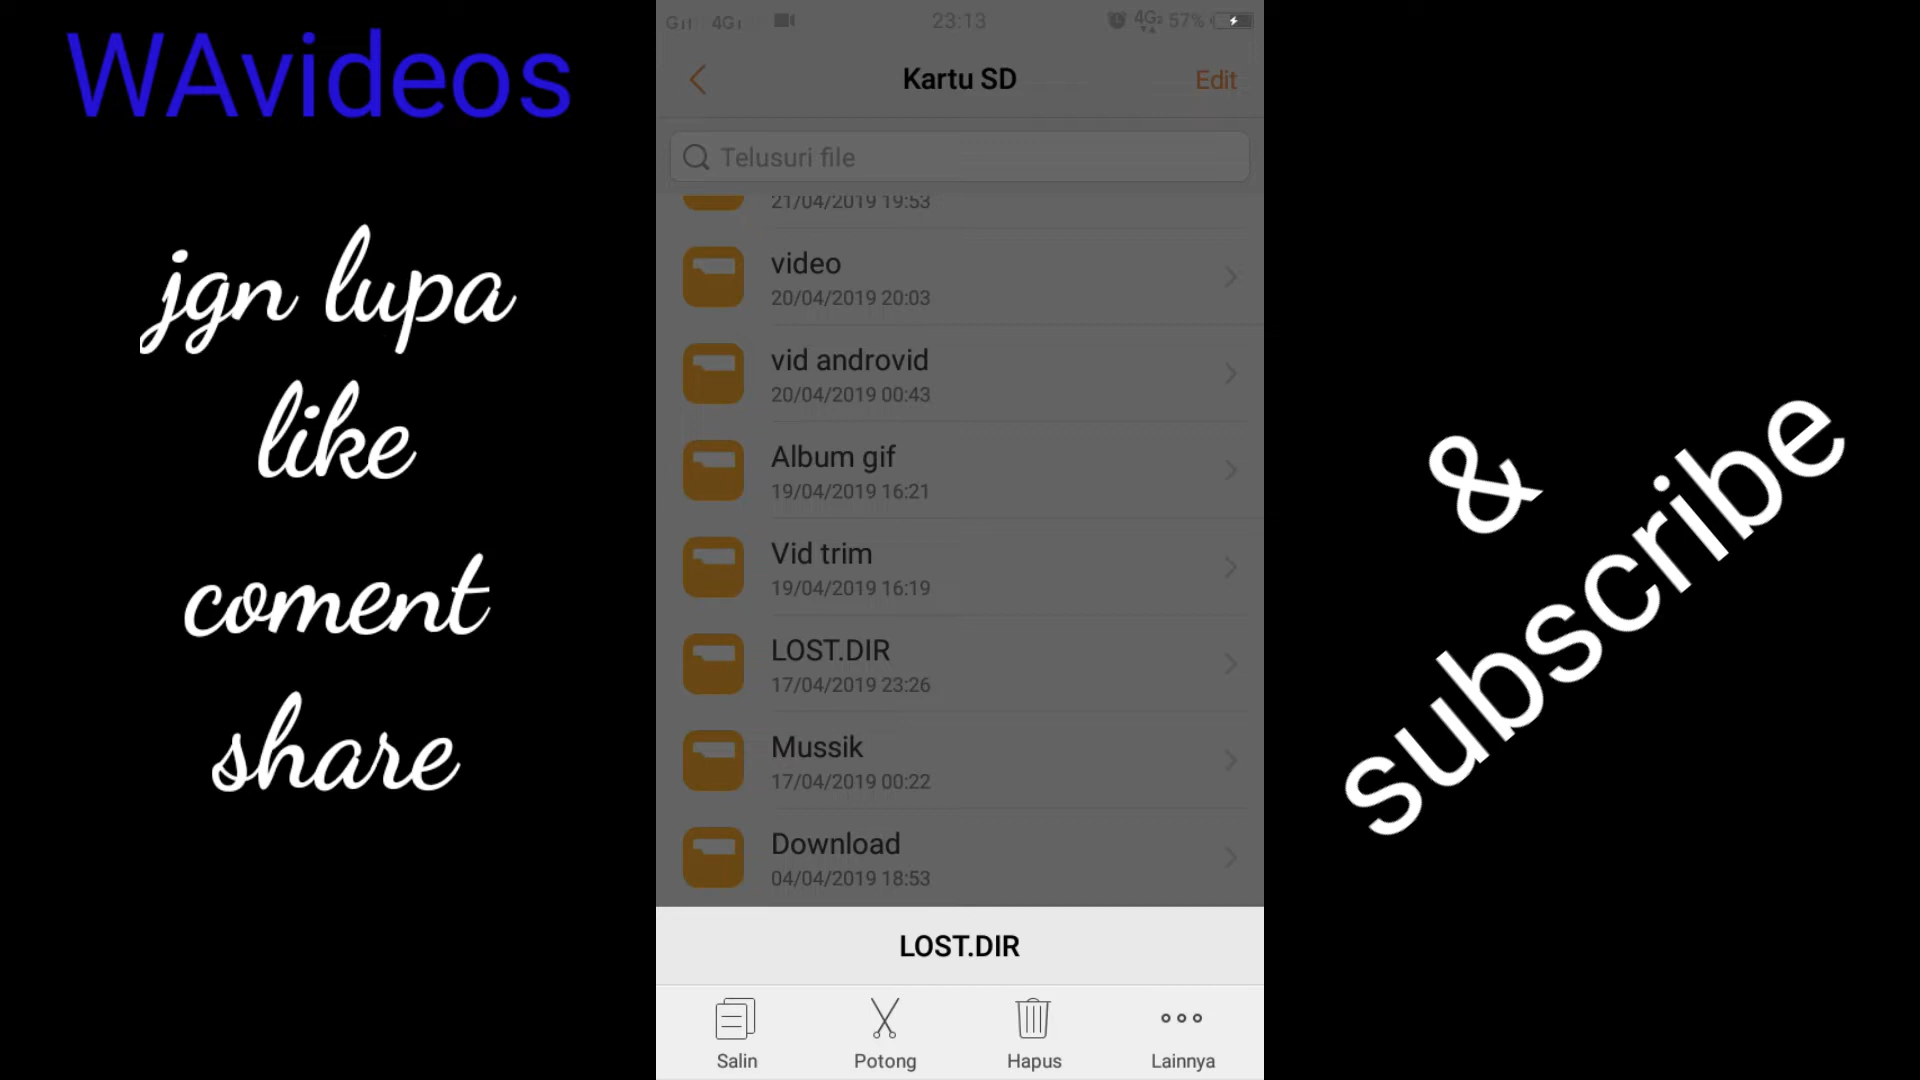 WAvideos
jgn lupa
like
coment
share
23:13
4G2 57%
Kartu SD
Edit
Telusuri file
21/04/2019 19:53
video
20/04/2019 20:03
vid androvid
20/04/2019 00:43
Album gif
19/04/2019 16:21
Vid trim
19/04/2019 16:19
LOST.DIR
17/04/2019 23:26
Mussik
17/04/2019 00:22
Download
04/04/2019 18:53
LOST.DIR
Salin
Potong
Hapus
Lainnya
&
subscribe